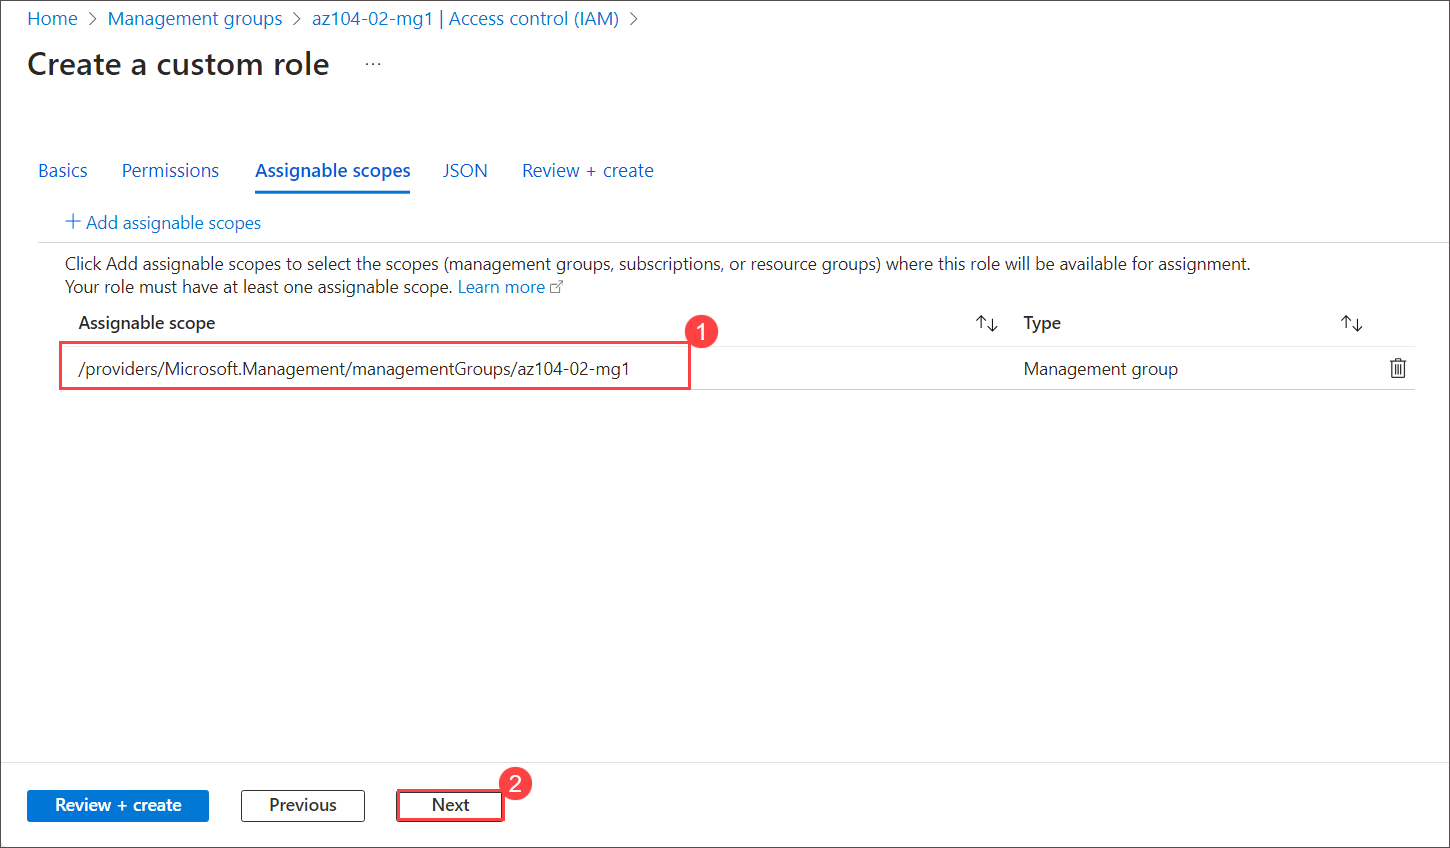 Home > Management groups > az104-02-mg1 | Access control (IAM) >
Create a custom role ...
Basics Permissions Assignable scopes JSON Review + create
+ Add assignable scopes
Click Add assignable scopes to select the scopes (management groups, subscriptions, or resource groups) where this role will be available for assignment.
Your role must have at least one assignable scope. Learn more
Assignable scope ↑↓ Type ↑↓
1
/providers/Microsoft.Management/managementGroups/az104-02-mg1 Management group
2
Review + create Previous Next